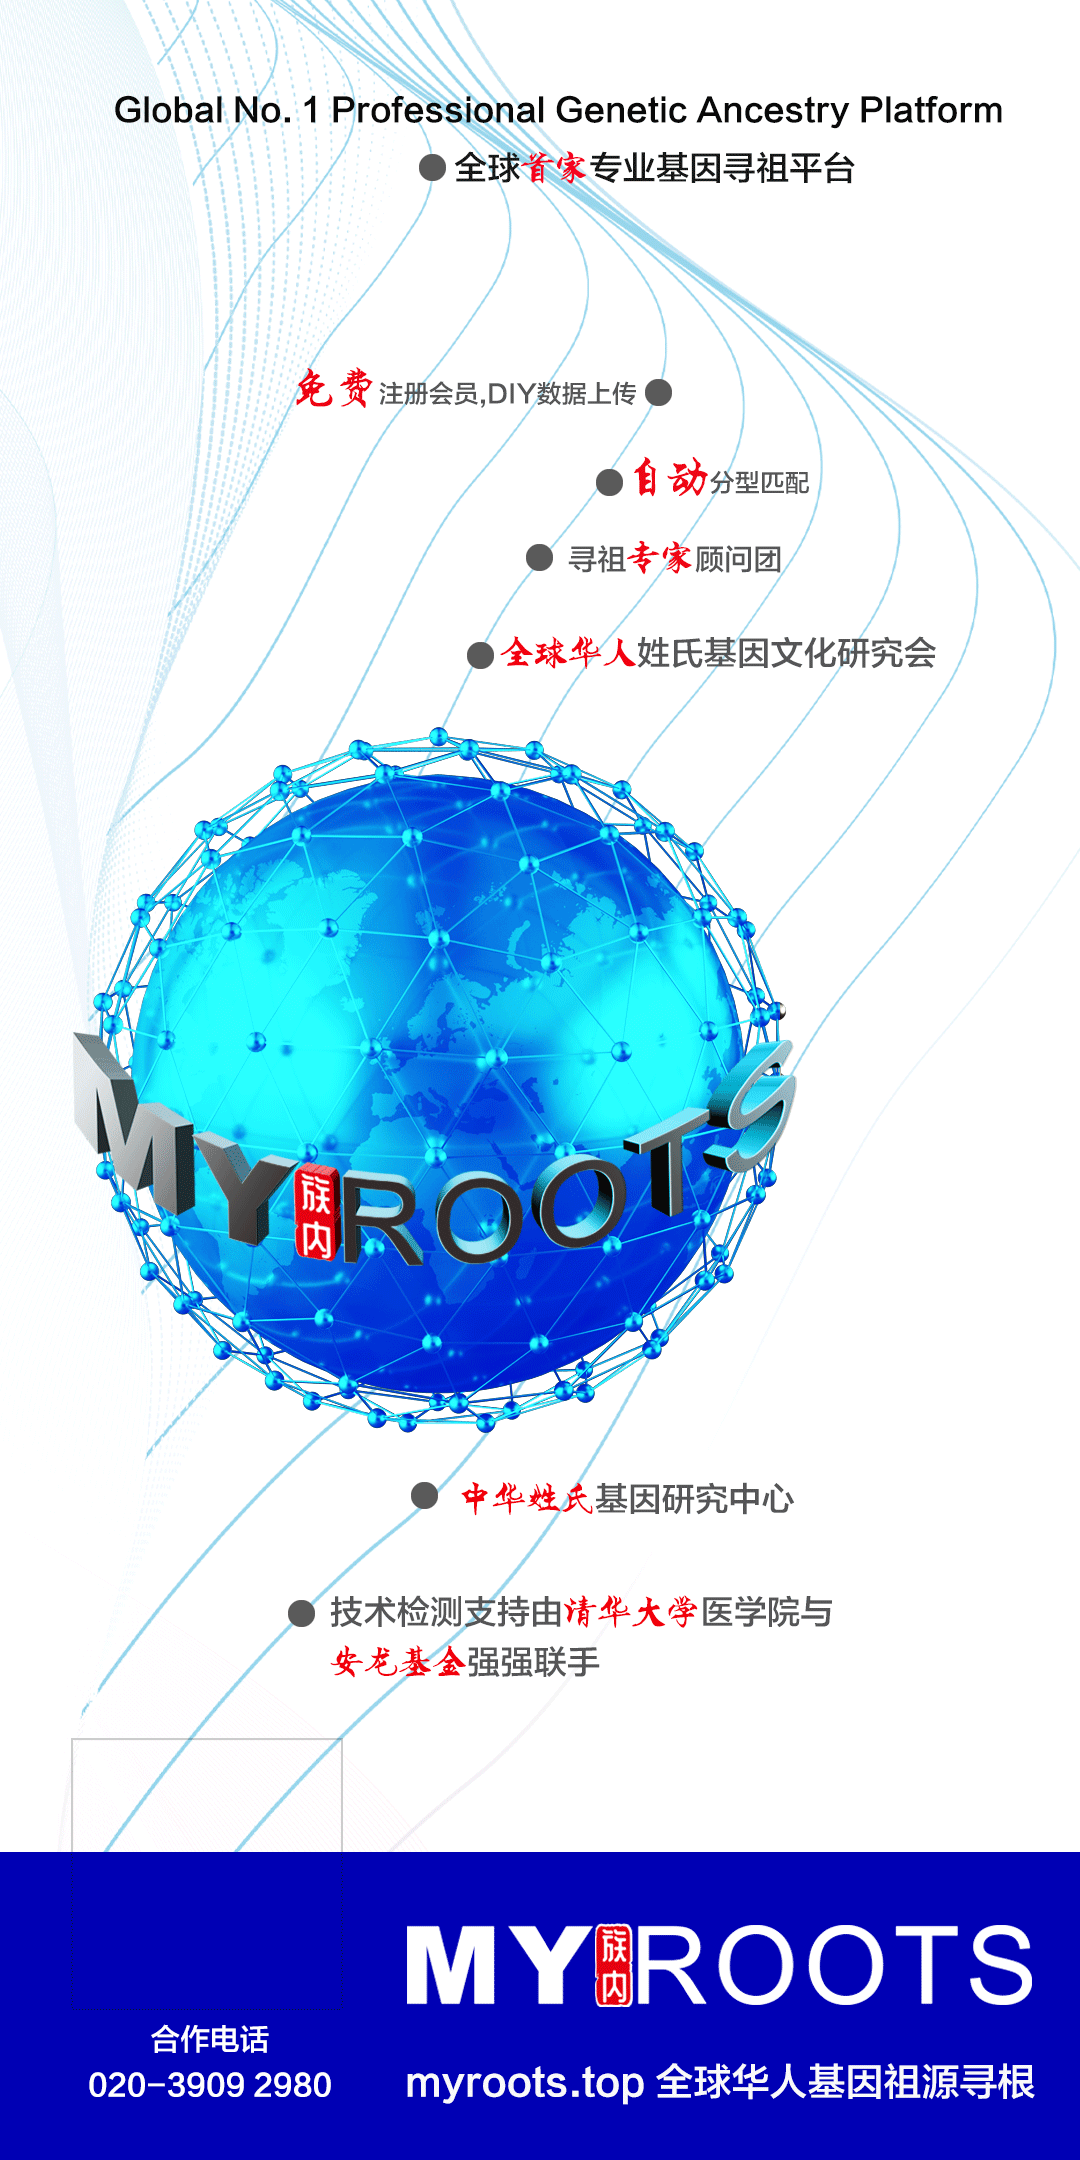 Global No. 1 Professional Genetic Ancestry Platform
全球首家专业基因寻祖平台
免费注册会员,DIY数据上传
自动分型匹配
寻祖专家顾问团
全球华人姓氏基因文化研究会
MY族内ROOTS
中华姓氏基因研究中心
技术检测支持由清华大学医学院与
安龙基金强强联手
MY族内ROOTS
合作电话
020-3909 2980
myroots.top 全球华人基因祖源寻根